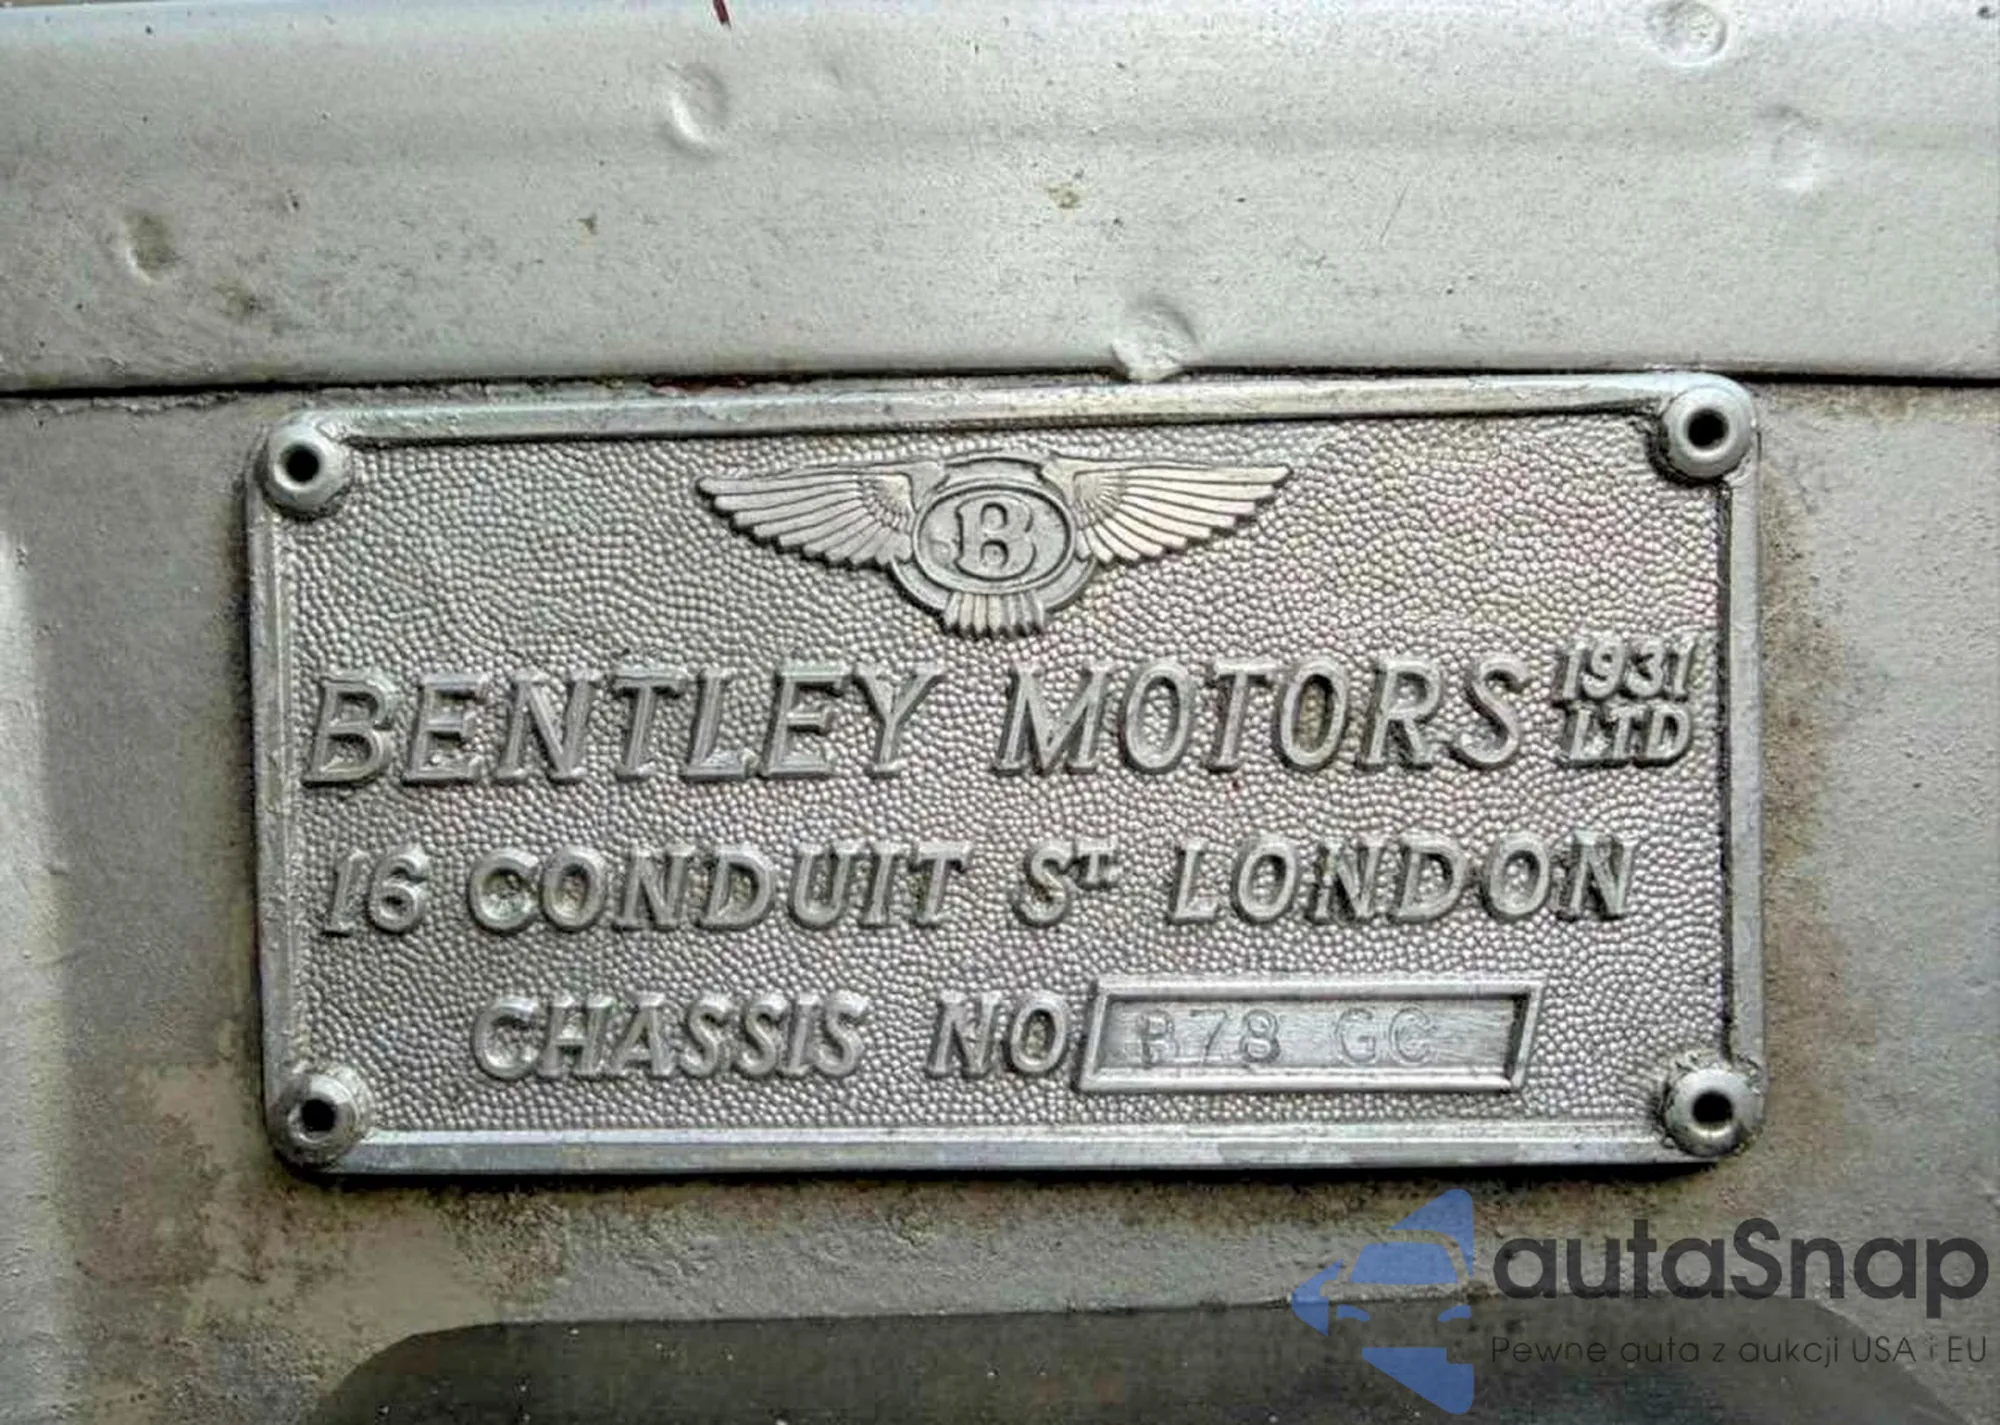 B
BENTLEY MOTORS 1931 LTD
16 CONDUIT ST LONDON
CHASSIS NO B78 GC
autaSnap
Pewne auta z aukcji USA i EU